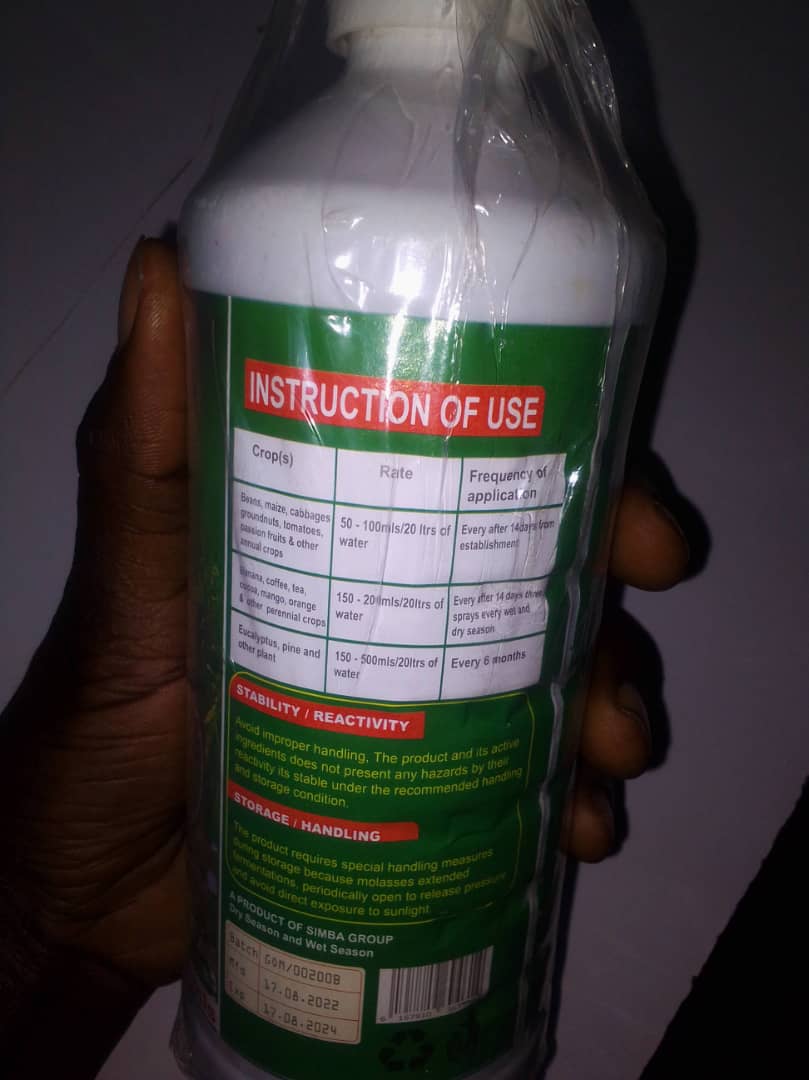 INSTRUCTION OF USE
Crop(s)
Rate
Frequency of
application
Beans, maize, cabbages
groundnuts, tomatoes,
passion fruits & other
annual crops
50 - 100mls/20 ltrs of
water
Every after 14days from
establishment
Banana, coffee, tea,
cocoa, mango, orange
& other perennial crops
150 - 200mls/20ltrs of
water
Every after 14 days three
sprays every wet and
dry season
Eucalyptus, pine and
other plant
150 - 500mls/20ltrs of
water
Every 6 months
STABILITY / REACTIVITY
Avoid improper handling, The product and its active
ingredients does not present any hazards by their
reactivity its stable under the recommended handling
and storage condition.
STORAGE / HANDLING
The product requires special handling measures
during storage because molasses extended
fermentations, periodically open to release pressure
and avoid direct exposure to sunlight.
A PRODUCT OF SIMBA GROUP
Dry Season and Wet Season
Batch GOM/00200B
M'd 17.08.2022
Exp 17.08.2024